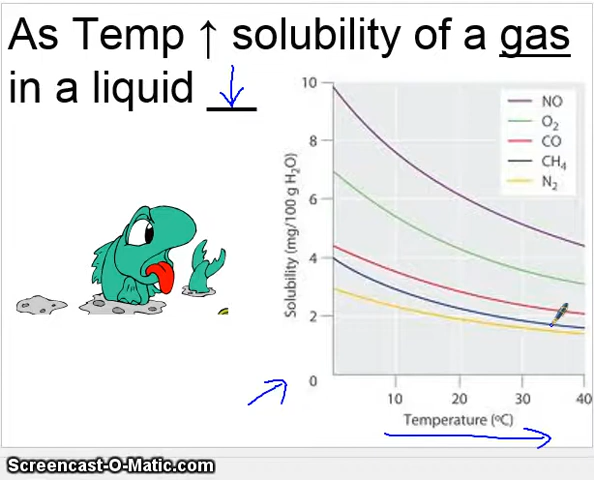 As Temp ↑ solubility of a gas
in a liquid ↓
10
8
6
4
2
0
Solubility (mg/100 g H₂O)
NO
O₂
CO
CH₄
N₂
10 20 30 40
Temperature (ºC)
Screencast-O-Matic.com